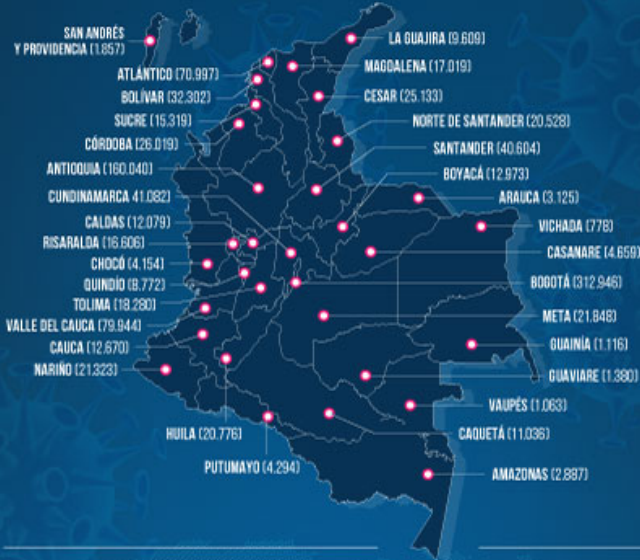 SAN ANDRÉS
Y PROVIDENCIA (1.857)
ATLÁNTICO (70.997)
BOLÍVAR (32.302)
SUCRE (15.319)
CÓRDOBA (26.019)
ANTIOQUIA (160.040)
CUNDINAMARCA 41.082)
CALDAS (12.079)
RISARALDA (16.606)
CHOCÓ (4.154)
QUINDÍO (8.772)
TOLIMA (18.280)
VALLE DEL CAUCA (79.944)
CAUCA (12.670)
NARIÑO (21.323)
HUILA (20.776)
PUTUMAYO (4.294)
LA GUAJIRA (9.609)
MAGDALENA (17.019)
CESAR (25.133)
NORTE DE SANTANDER (20.528)
SANTANDER (40.604)
BOYACÁ (12.973)
ARAUCA (3.125)
VICHADA (778)
CASANARE (4.659)
BOGOTÁ (312.946)
META (21.848)
GUAINÍA (1.116)
GUAVIARE (1.380)
VAUPÉS (1.063)
CAQUETÁ (11.036)
AMAZONAS (2.887)